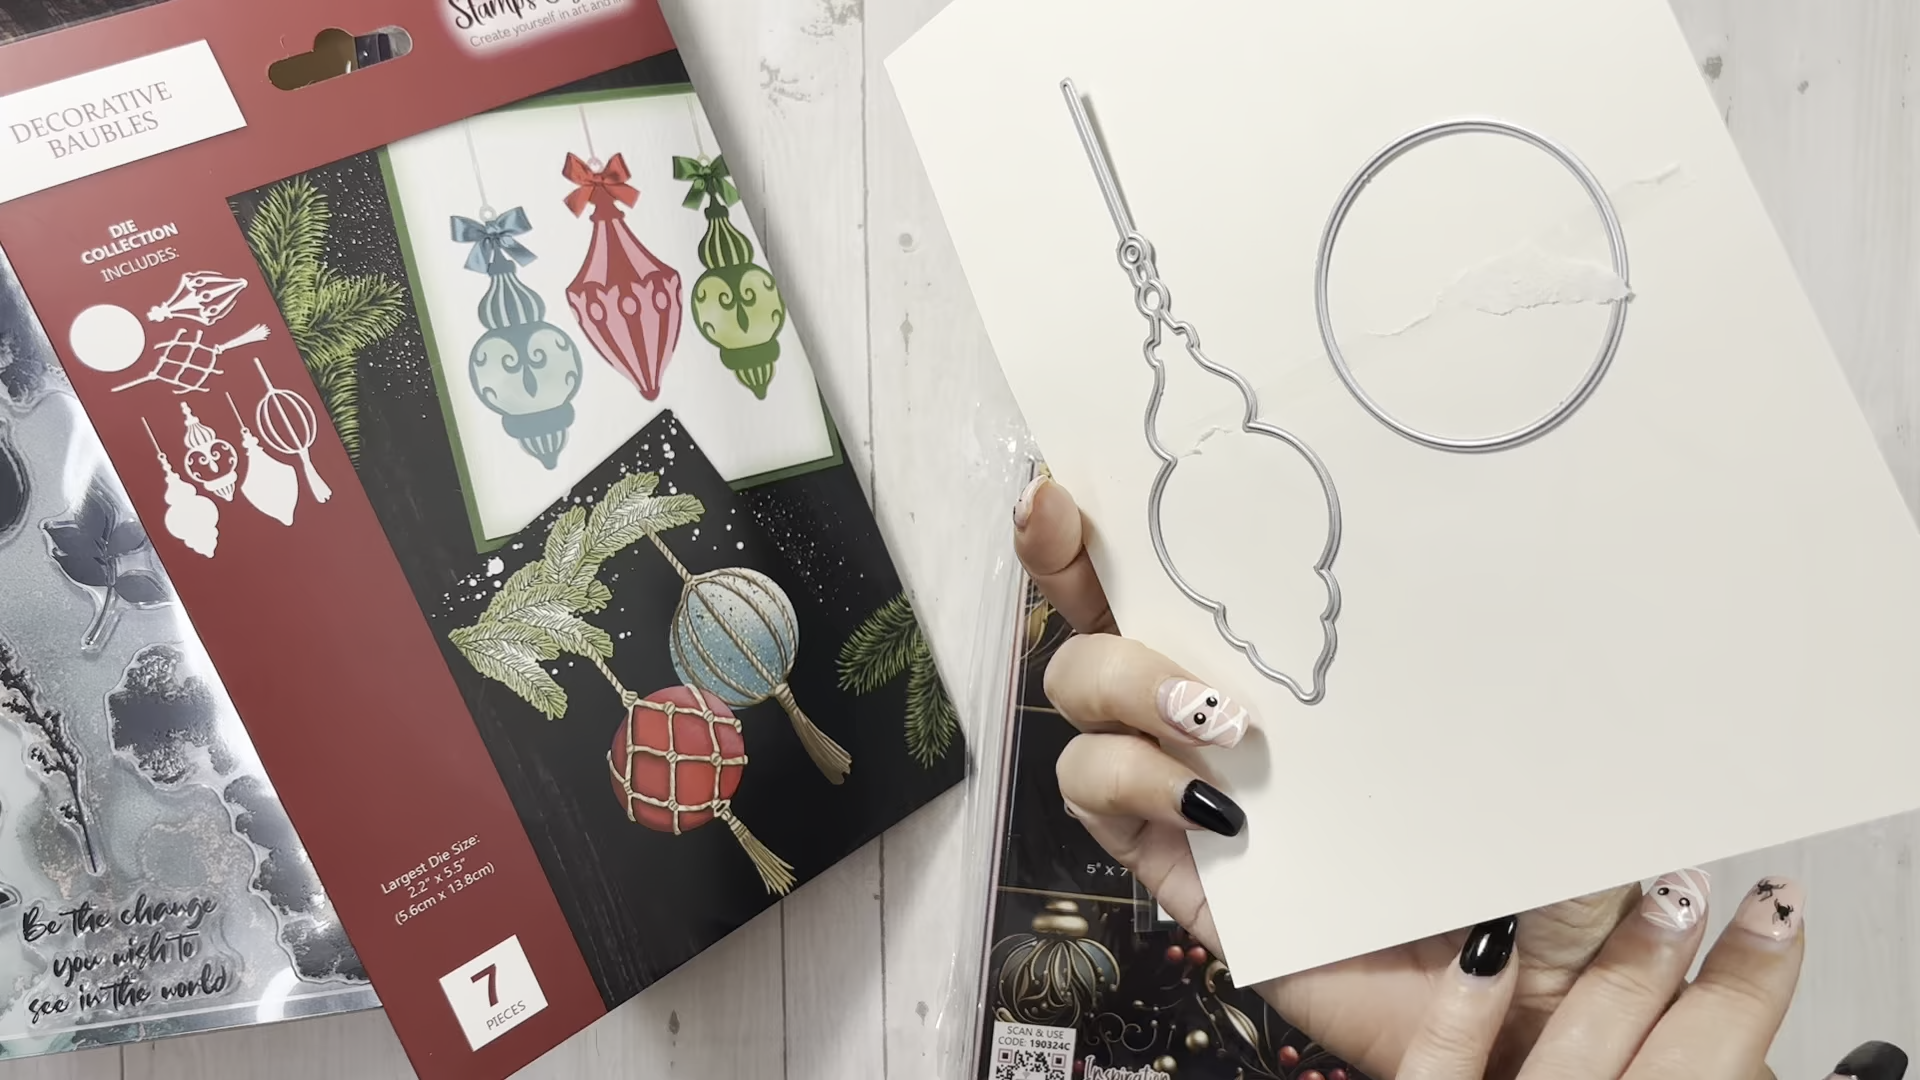 Stamps
Create yourself in art and
DECORATIVE
BAUBLES
DIE
COLLECTION
INCLUDES:
Largest Die Size:
2.2" x 5.5"
(5.6cm x 13.8cm)
7
PIECES
Be the change
you wish to
see in the world
5" X 7
SCAN & USE
CODE: 190324C
Inspiration